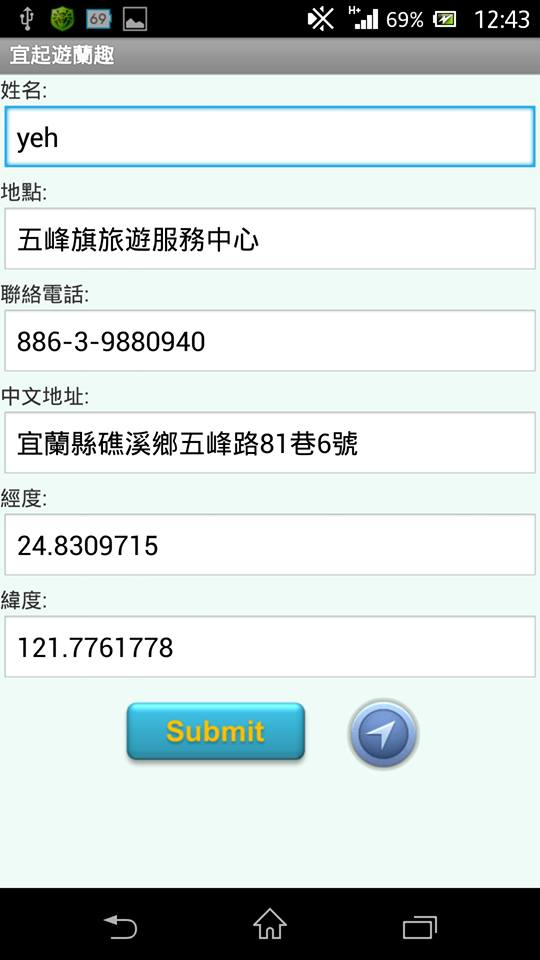 69
H+
69%
12:43
宜起遊蘭趣
姓名:
yeh
地點:
五峰旗旅遊服務中心
聯絡電話:
886-3-9880940
中文地址:
宜蘭縣礁溪鄉五峰路81巷6號
經度:
24.8309715
緯度:
121.7761778
Submit